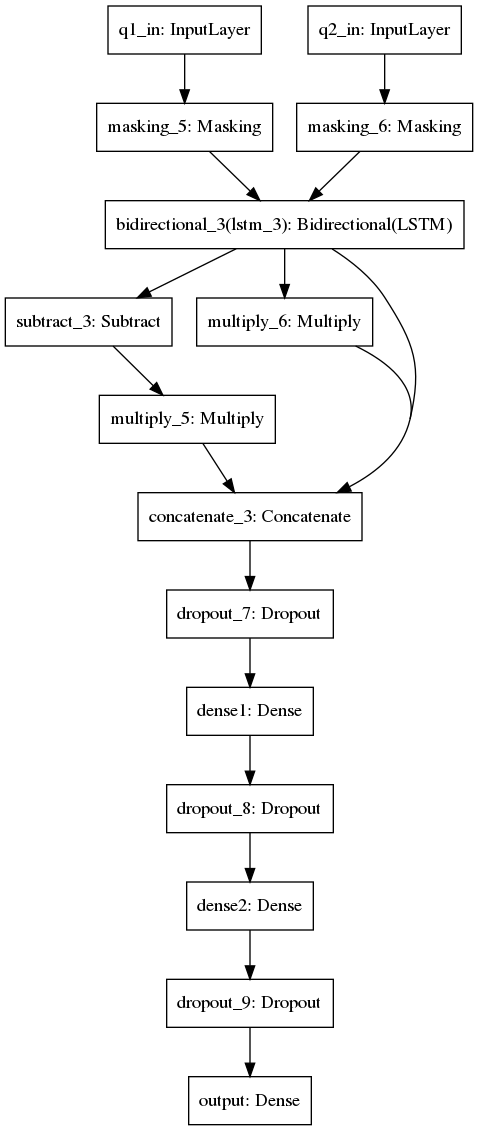 q1_in: InputLayer
q2_in: InputLayer
masking_5: Masking
masking_6: Masking
bidirectional_3(lstm_3): Bidirectional(LSTM)
subtract_3: Subtract
multiply_6: Multiply
multiply_5: Multiply
concatenate_3: Concatenate
dropout_7: Dropout
dense1: Dense
dropout_8: Dropout
dense2: Dense
dropout_9: Dropout
output: Dense